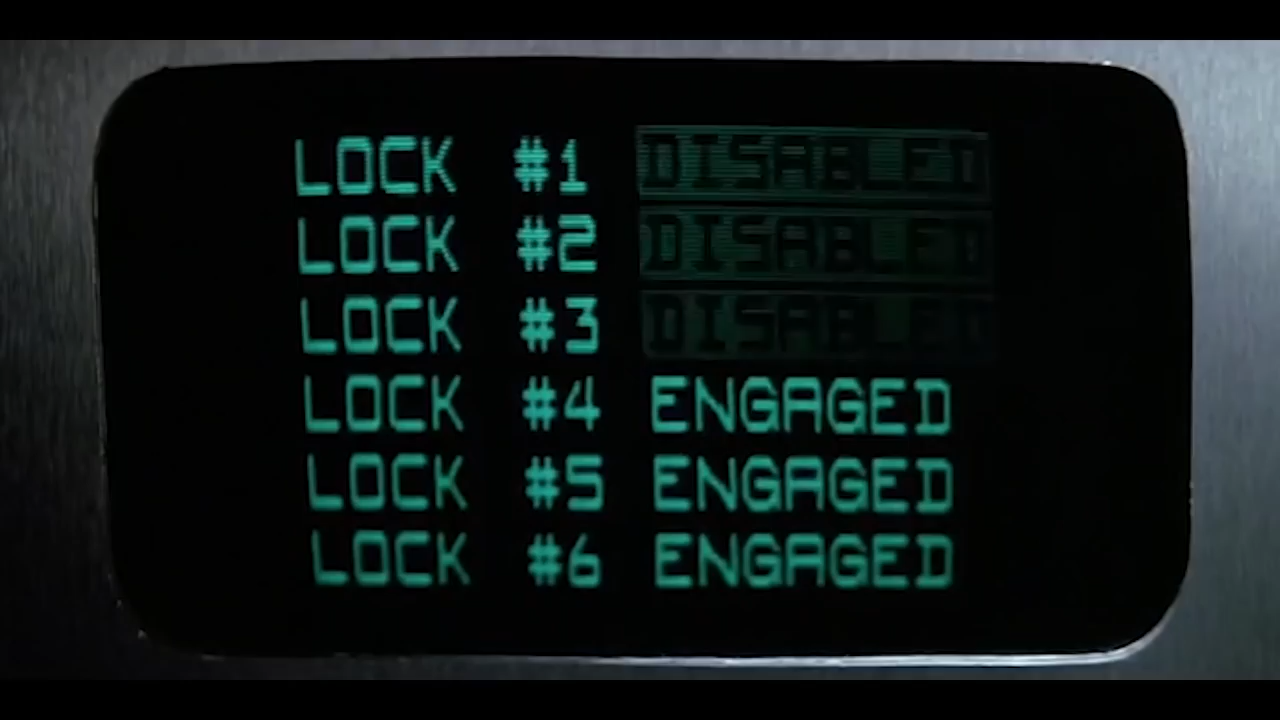 LOCK #1 DISABLED
LOCK #2 DISABLED
LOCK #3 DISABLED
LOCK #4 ENGAGED
LOCK #5 ENGAGED
LOCK #6 ENGAGED